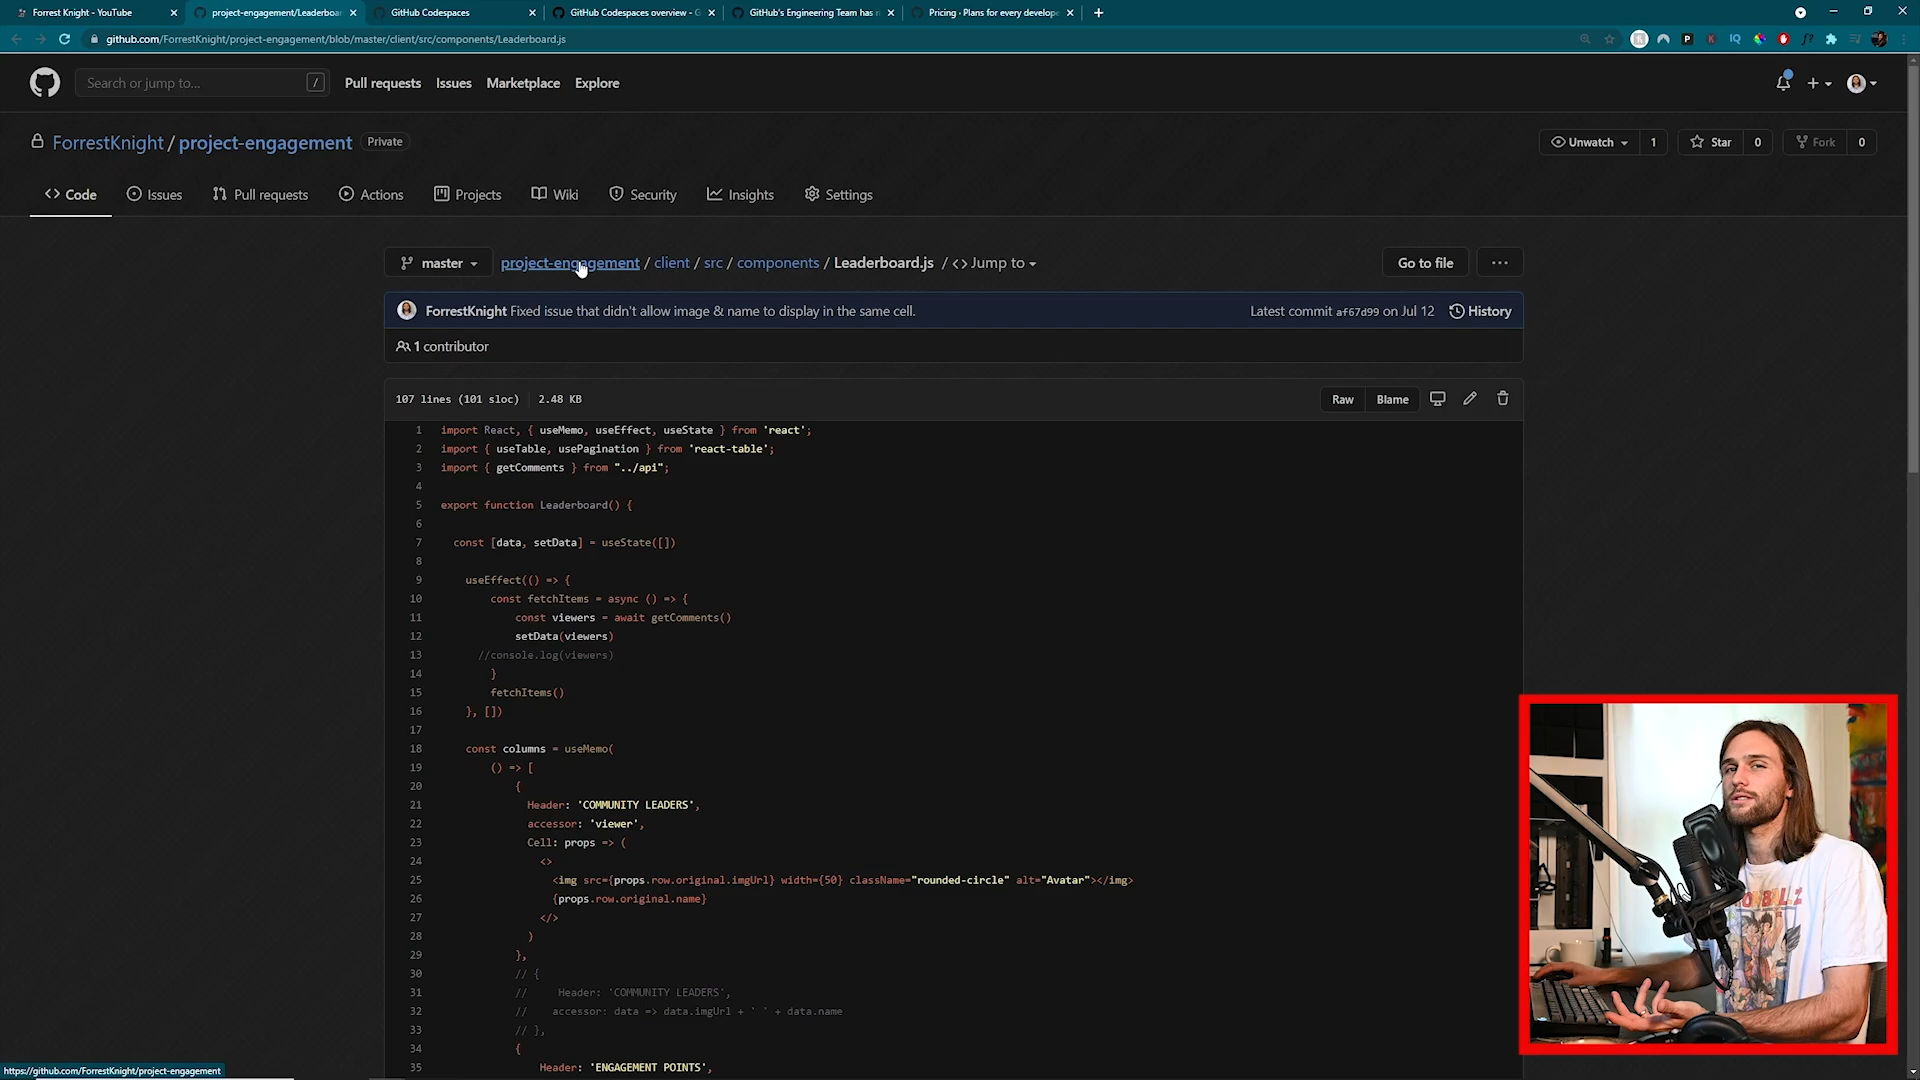 Forrest Knight - YouTube
project-engagement/Leaderboar
GitHub Codespaces
GitHub Codespaces overview - G
GitHub's Engineering Team has n
Pricing · Plans for every develope
github.com/ForrestKnight/project-engagement/blob/master/client/src/components/Leaderboard.js
Search or jump to...
/
Pull requests
Issues
Marketplace
Explore
ForrestKnight / project-engagement
Private
Unwatch
1
Star
0
Fork
0
Code
Issues
Pull requests
Actions
Projects
Wiki
Security
Insights
Settings
master
project-engagement / client / src / components / Leaderboard.js / <> Jump to
Go to file
...
ForrestKnight Fixed issue that didn't allow image & name to display in the same cell.
Latest commit af67d99 on Jul 12
History
1 contributor
107 lines (101 sloc)
2.48 KB
Raw
Blame
1 import React, { useMemo, useEffect, useState } from 'react';
2 import { useTable, usePagination } from 'react-table';
3 import { getComments } from "../api";
4
5 export function Leaderboard() {
6
7 const [data, setData] = useState([])
8
9 useEffect(() => {
10 const fetchItems = async () => {
11 const viewers = await getComments()
12 setData(viewers)
13 //console.log(viewers)
14 }
15 fetchItems()
16 }, [])
17
18 const columns = useMemo(
19 () => [
20 {
21 Header: 'COMMUNITY LEADERS',
22 accessor: 'viewer',
23 Cell: props => (
24 <>
25 <img src={props.row.original.imgUrl} width={50} className="rounded-circle" alt="Avatar"></img>
26 {props.row.original.name}
27 </>
28 )
29 },
30 // {
31 // Header: 'COMMUNITY LEADERS',
32 // accessor: data => data.imgUrl + ' ' + data.name
33 // },
34 {
35 Header: 'ENGAGEMENT POINTS',
https://github.com/ForrestKnight/project-engagement